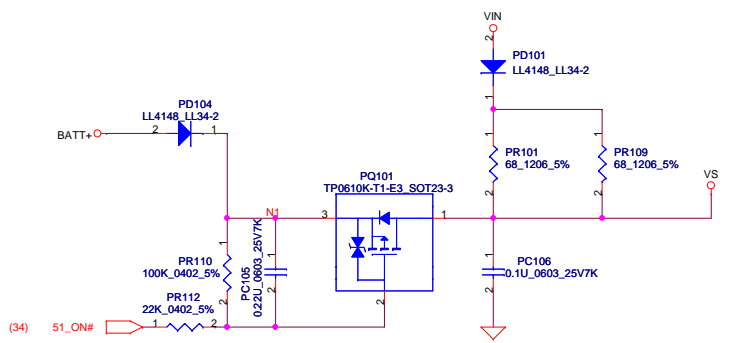 VIN
2
PD101
LL4148_LL34-2
1
PD104
LL4148_LL34-2
BATT+
2
1
1
PR101
68_1206_5%
2
1
PR109
68_1206_5%
2
VS
PQ101
TP0610K-T1-E3_SOT23-3
N1
3
1
2
1
PR110
100K_0402_5%
2
1
PC105
0.22U_0603_25V7K
2
1
PC106
0.1U_0603_25V7K
2
PR112
22K_0402_5%
(34)
51_ON#
1
2